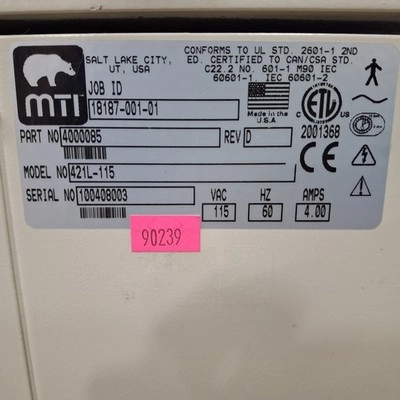 MTI
SALT LAKE CITY,
UT, USA
CONFORMS TO UL STD. 2601-1 2ND
ED. CERTIFIED TO CAN/CSA STD.
C22.2 NO. 601-1 M90 IEC
60601-1, IEC 60601-2
JOB ID
18187-001-01
Made in the
U.S.A.
C ETL US
2001368
PART NO 4000085
REV D
CE
MODEL NO 421L-115
SERIAL NO 100408003
VAC HZ AMPS
115 60 4.00
90239